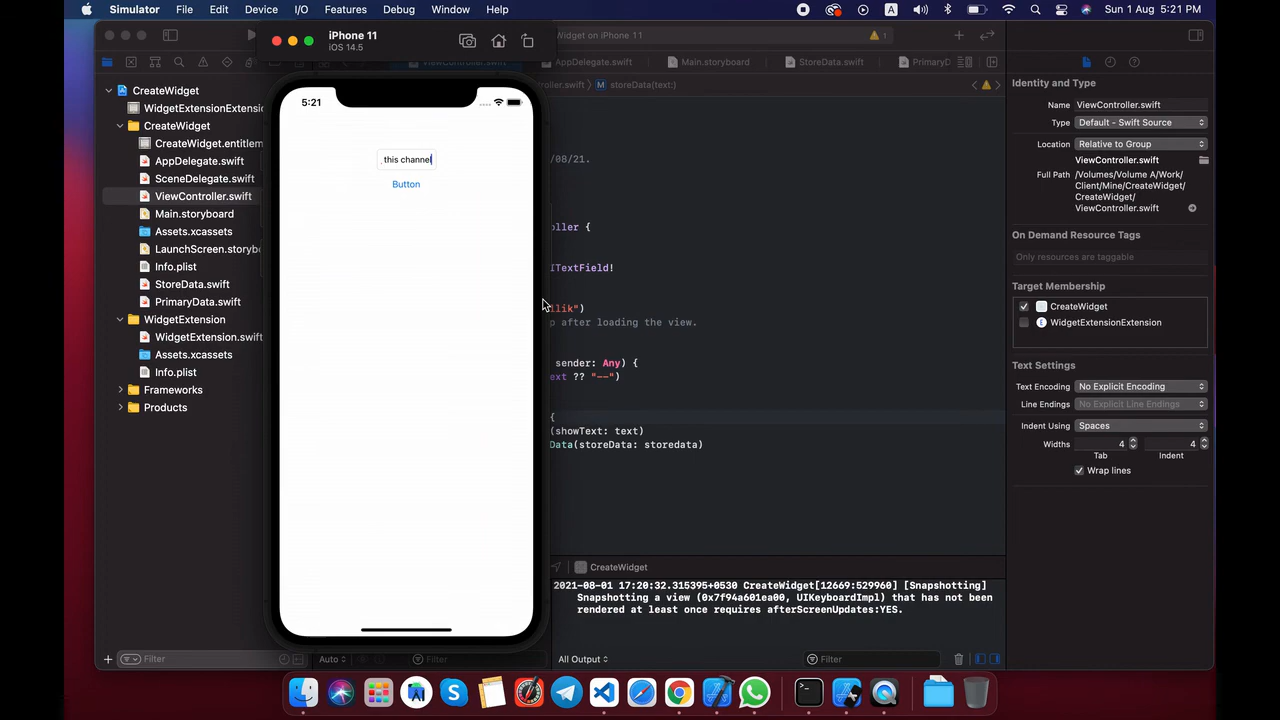 Simulator File Edit Device I/O Features Debug Window Help
Sun 1 Aug 5:21 PM
iPhone 11
iOS 14.5
Widget on iPhone 11
1
ViewController.swift AppDelegate.swift Main.storyboard StoreData.swift PrimaryD
ntroller.swift M storeData(text:)
5:21
this channel
Button
CreateWidget
WidgetExtensionExtensio
CreateWidget
CreateWidget.entitlem
AppDelegate.swift
SceneDelegate.swift
ViewController.swift
Main.storyboard
Assets.xcassets
LaunchScreen.storybo
Info.plist
StoreData.swift
PrimaryData.swift
WidgetExtension
WidgetExtension.swift
Assets.xcassets
Info.plist
Frameworks
Products
Filter
/08/21.
oller {
ITextField!
ilik")
p after loading the view.
sender: Any) {
ext ?? "--")
{
(showText: text)
Data(storeData: storedata)
CreateWidget
2021-08-01 17:20:32.315395+0530 CreateWidget[12669:529960] [Snapshotting]
Snapshotting a view (0x7f94a601ea00, UIKeyboardImpl) that has not been
rendered at least once requires afterScreenUpdates:YES.
Auto
Filter
All Output
Filter
Identity and Type
Name ViewController.swift
Type Default - Swift Source
Location Relative to Group
ViewController.swift
Full Path /Volumes/Volume A/Work/
Client/Mine/CreateWidget/
CreateWidget/
ViewController.swift
On Demand Resource Tags
Only resources are taggable
Target Membership
CreateWidget
E WidgetExtensionExtension
Text Settings
Text Encoding No Explicit Encoding
Line Endings No Explicit Line Endings
Indent Using Spaces
Widths 4 4
Tab Indent
Wrap lines